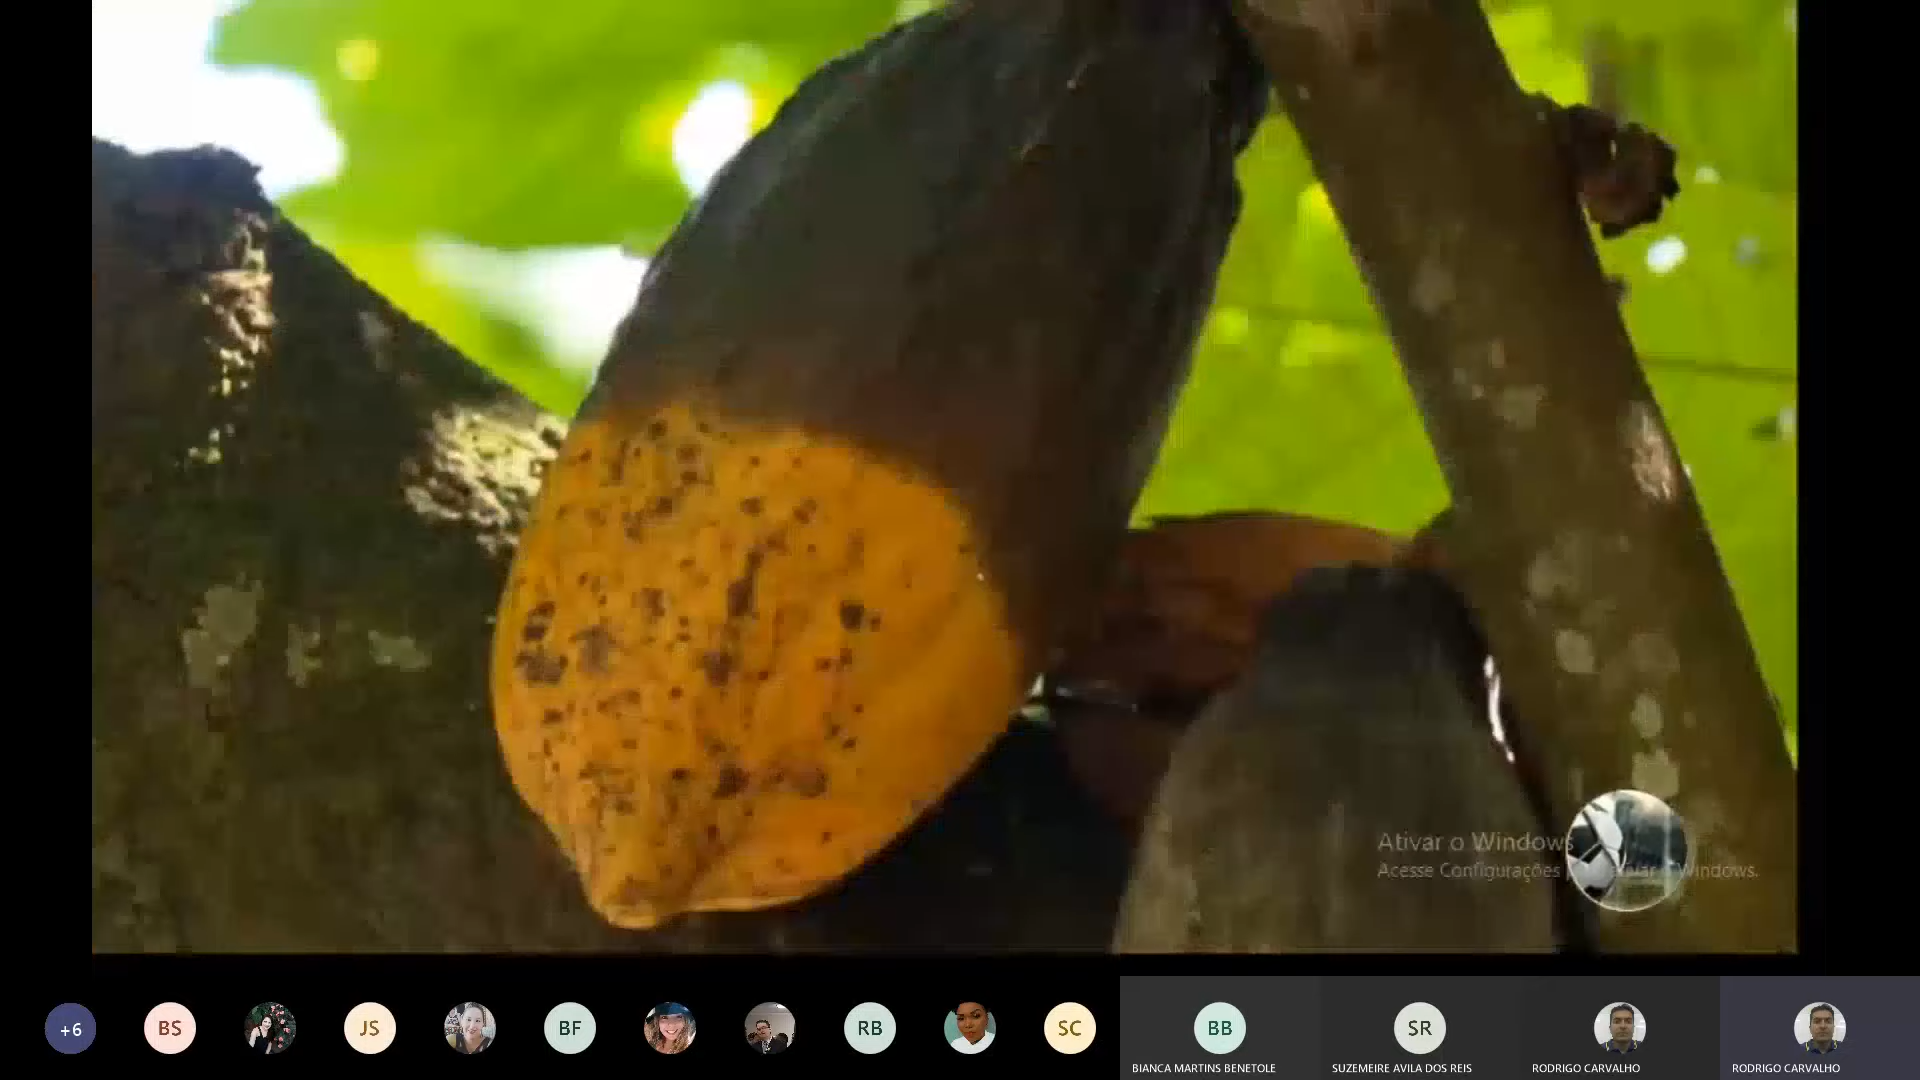 Ativar o Windows
Acesse Configurações Windows.
+6
BS
JS
BF
RB
SC
BB
SR
BIANCA MARTINS BENETOLE
SUZEMEIRE AVILA DOS REIS
RODRIGO CARVALHO
RODRIGO CARVALHO